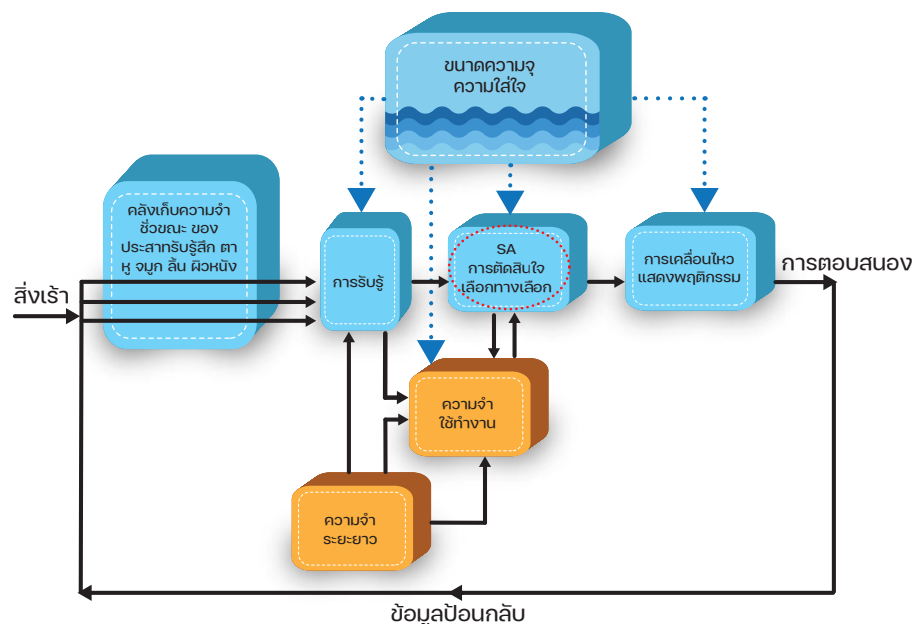 ขนาดความจุ
ความใส่ใจ
คลังเก็บความจำ
ชั่วขณะ ของ
ประสาทรับรู้สึก ตา
หู จมูก ลิ้น ผิวหนัง
สิ่งเร้า
การรับรู้
SA
การตัดสินใจ
เลือกทางเลือก
การเคลื่อนไหว
แสดงพฤติกรรม
การตอบสนอง
ความจำ
ใช้ทำงาน
ความจำ
ระยะยาว
ข้อมูลป้อนกลับ